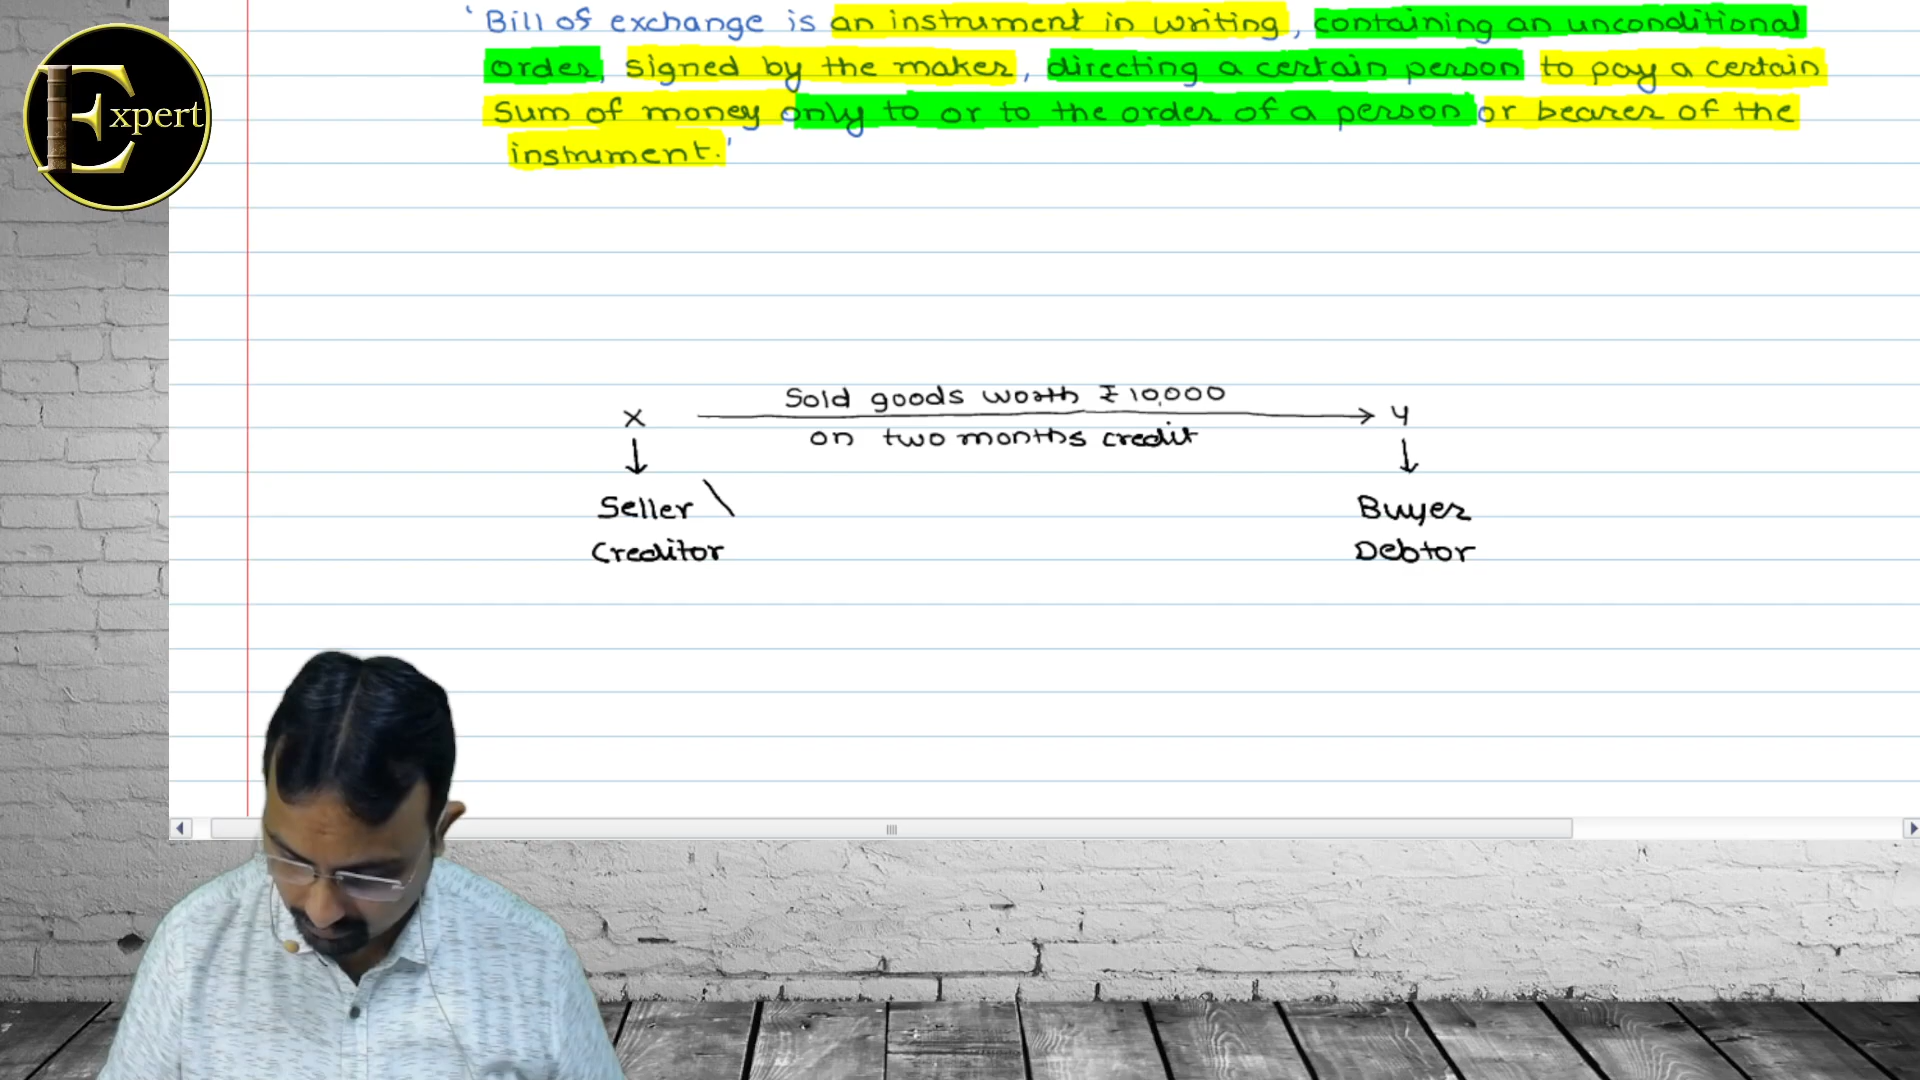 Expert
'Bill of exchange is an instrument in writing, containing an unconditional
order, signed by the maker, directing a certain person to pay a certain
sum of money only to or to the order of a person or bearer of the
instrument.'
Sold goods worth ₹10,000
X Y
on two months credit
Seller Buyer
Creditor Debtor